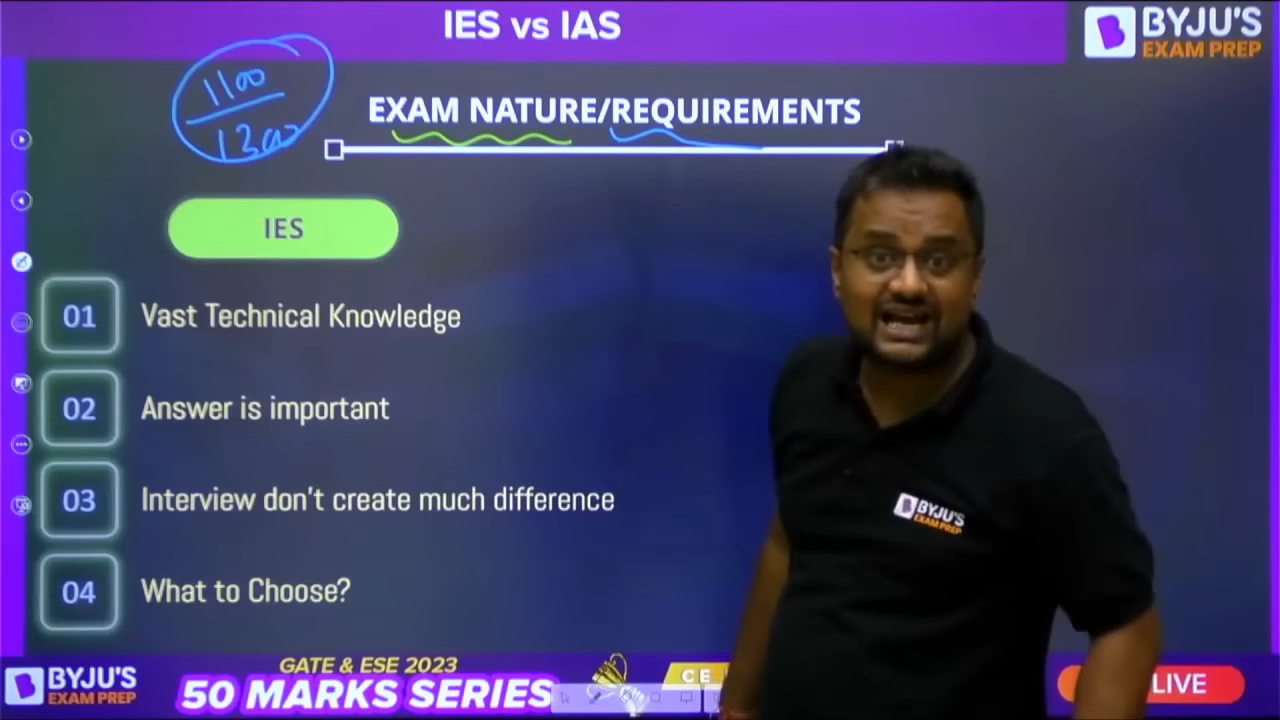 IES vs IAS
BYJU'S
EXAM PREP
1100
1300
EXAM NATURE/REQUIREMENTS
IES
01 Vast Technical Knowledge
02 Answer is important
03 Interview don't create much difference
04 What to Choose?
BYJU'S
EXAM PREP
BYJU'S
EXAM PREP
GATE & ESE 2023
50 MARKS SERIES
CE
LIVE